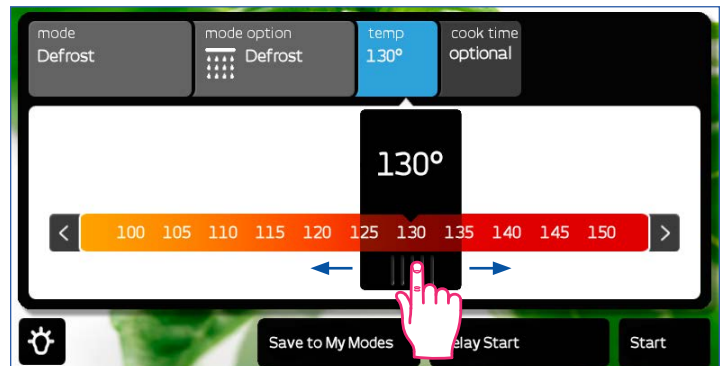 mode
Defrost
mode option
Defrost
temp
130°
cook time
optional
130°
< 100 105 110 115 120 125 130 135 140 145 150 >
Save to My Modes
elay Start
Start